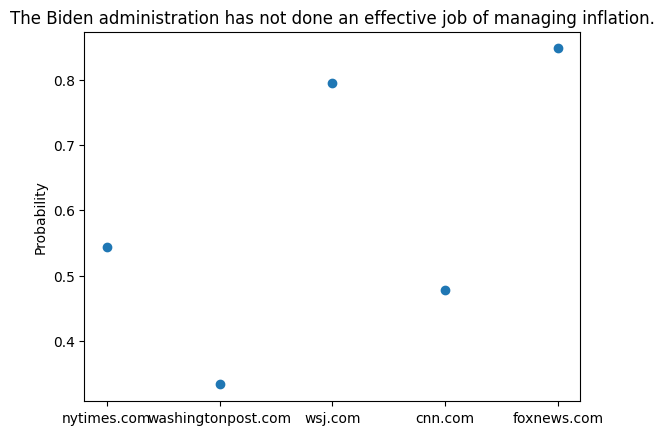 The Biden administration has not done an effective job of managing inflation.
Probability
0.8
0.7
0.6
0.5
0.4
nytimes.com washingtonpost.com wsj.com cnn.com foxnews.com